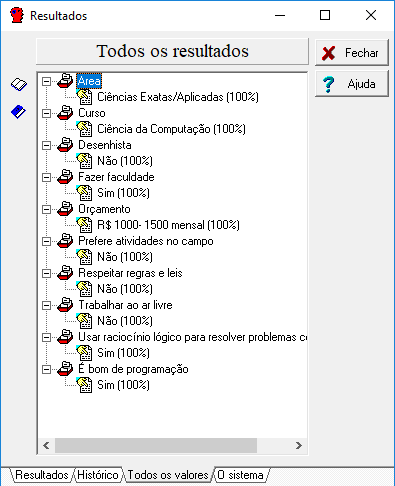 Resultados
Todos os resultados
Fechar
Ajuda
Área
Ciências Exatas/Aplicadas (100%)
Curso
Ciência da Computação (100%)
Desenhista
Não (100%)
Fazer faculdade
Sim (100%)
Orçamento
R$ 1000- 1500 mensal (100%)
Prefere atividades no campo
Não (100%)
Respeitar regras e leis
Não (100%)
Trabalhar ao ar livre
Não (100%)
Usar raciocínio lógico para resolver problemas
Sim (100%)
É bom de programação
Sim (100%)
Resultados Histórico Todos os valores O sistema